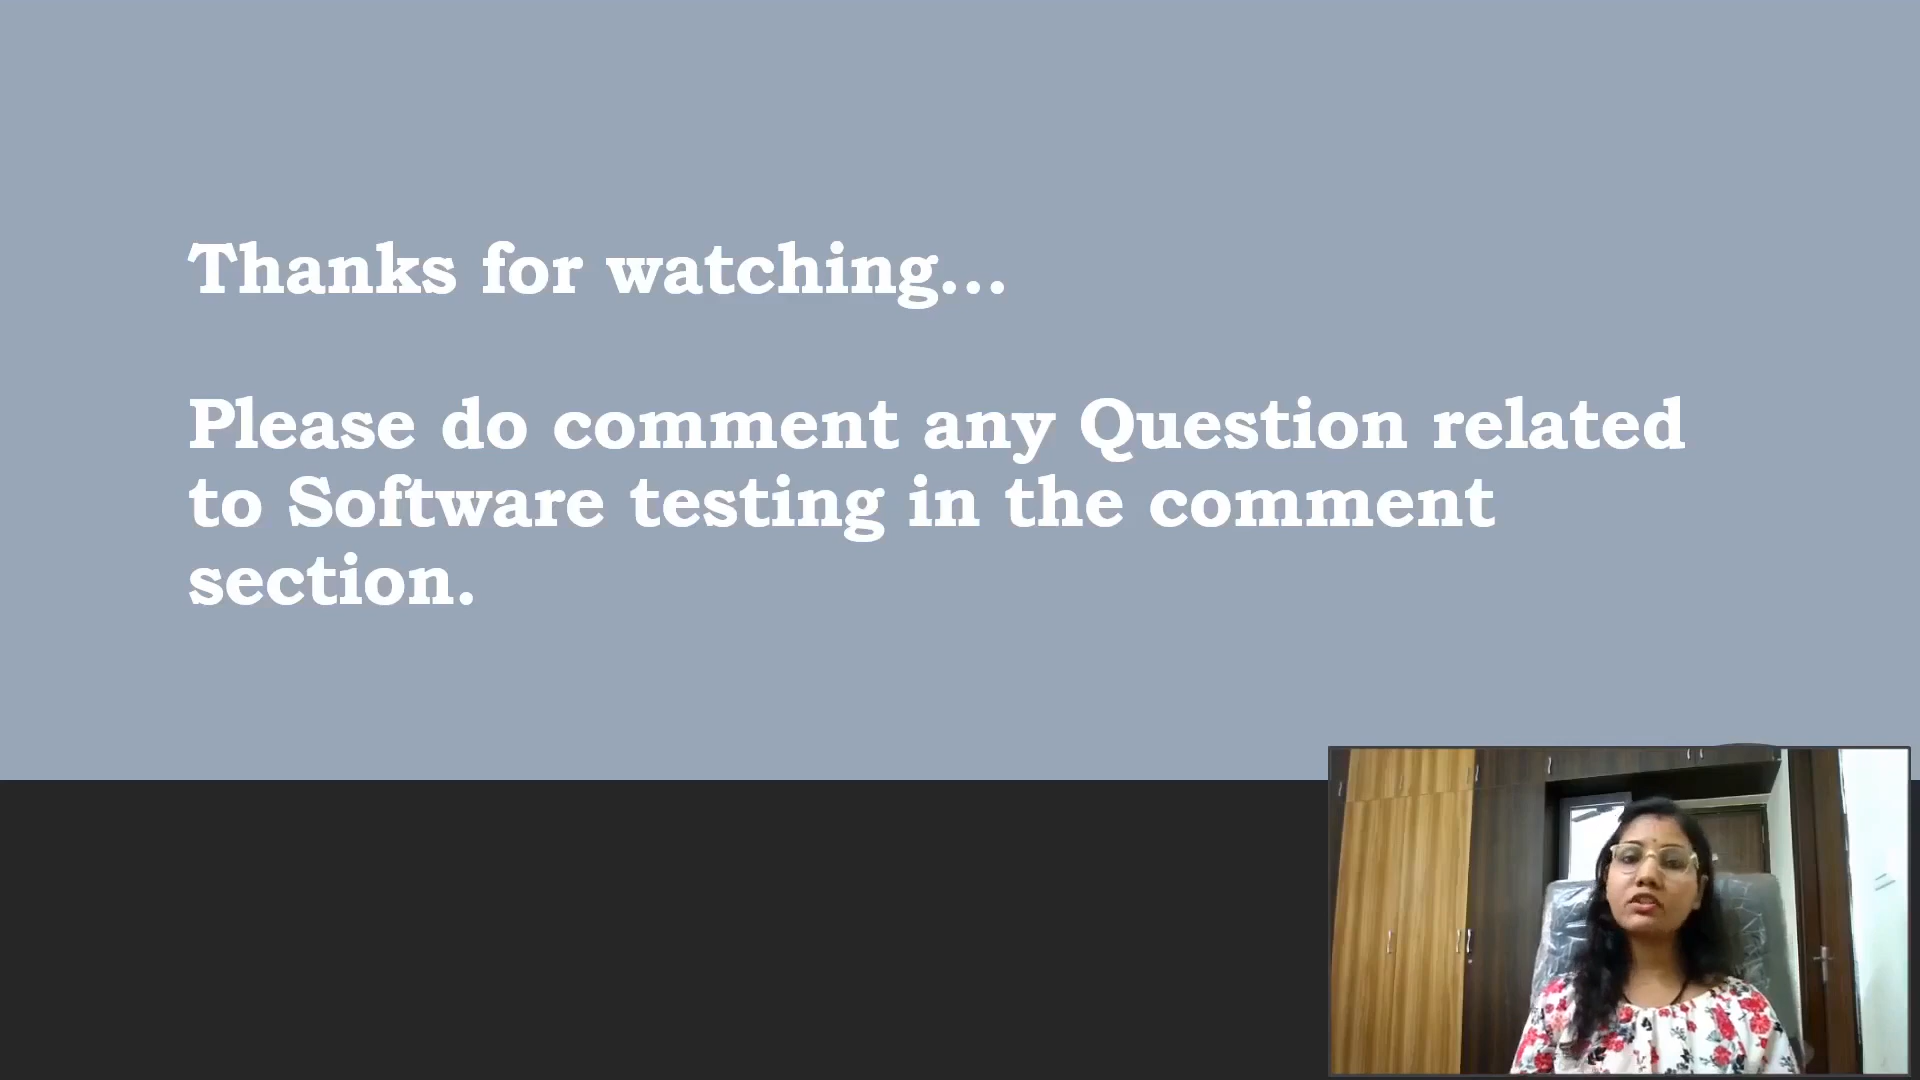 Thanks for watching...
Please do comment any Question related
to Software testing in the comment
section.